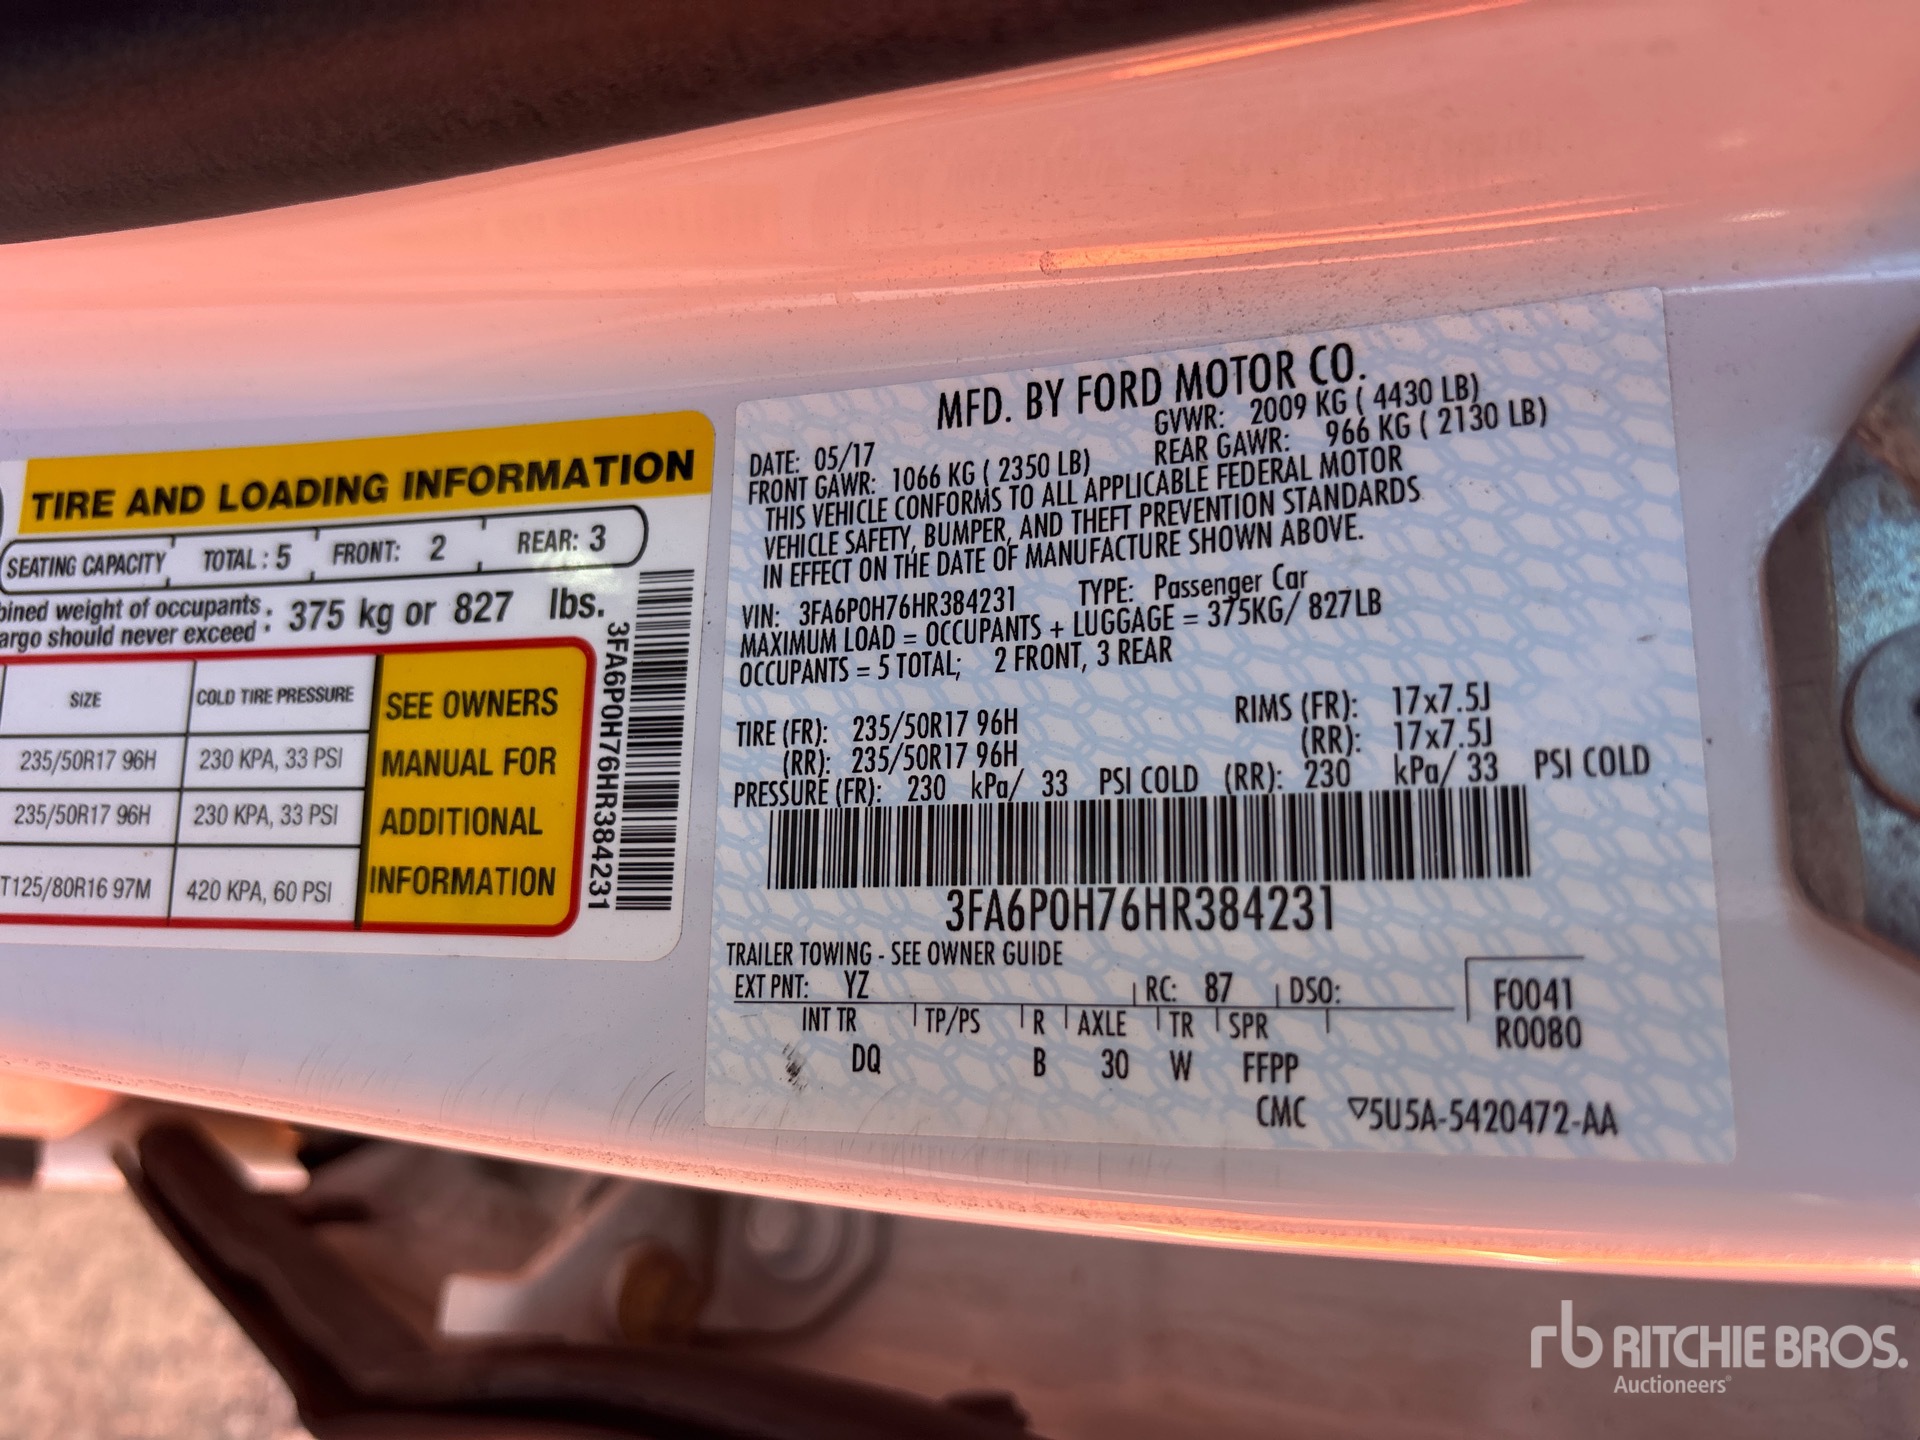 TIRE AND LOADING INFORMATION
SEATING CAPACITY TOTAL: 5 FRONT: 2 REAR: 3
weight of occupants : 375 kg or 827 lbs.
should never exceed :
SIZE COLD TIRE PRESSURE
235/50R17 96H 230 KPA, 33 PSI
235/50R17 96H 230 KPA, 33 PSI
T125/80R16 97M 420 KPA, 60 PSI
SEE OWNERS
MANUAL FOR
ADDITIONAL
INFORMATION
3FA6P0H76HR384231
MFD. BY FORD MOTOR CO.
DATE: 05/17 GVWR: 2009 KG ( 4430 LB)
FRONT GAWR: 1066 KG ( 2350 LB) REAR GAWR: 966 KG ( 2130 LB)
THIS VEHICLE CONFORMS TO ALL APPLICABLE FEDERAL MOTOR
VEHICLE SAFETY, BUMPER, AND THEFT PREVENTION STANDARDS
IN EFFECT ON THE DATE OF MANUFACTURE SHOWN ABOVE.
VIN: 3FA6P0H76HR384231 TYPE: Passenger Car
MAXIMUM LOAD = OCCUPANTS + LUGGAGE = 375KG/ 827LB
OCCUPANTS = 5 TOTAL; 2 FRONT, 3 REAR
TIRE (FR): 235/50R17 96H RIMS (FR): 17x7.5J
(RR): 235/50R17 96H (RR): 17x7.5J
PRESSURE (FR): 230 kPa/ 33 PSI COLD (RR): 230 kPa/ 33 PSI COLD
3FA6P0H76HR384231
TRAILER TOWING - SEE OWNER GUIDE
EXT PNT: YZ RC: 87 DSO: F0041
INT TR TP/PS R AXLE TR SPR R0080
DQ B 30 W FFPP
CMC ▽5U5A-5420472-AA
rb RITCHIE BROS.
Auctioneers